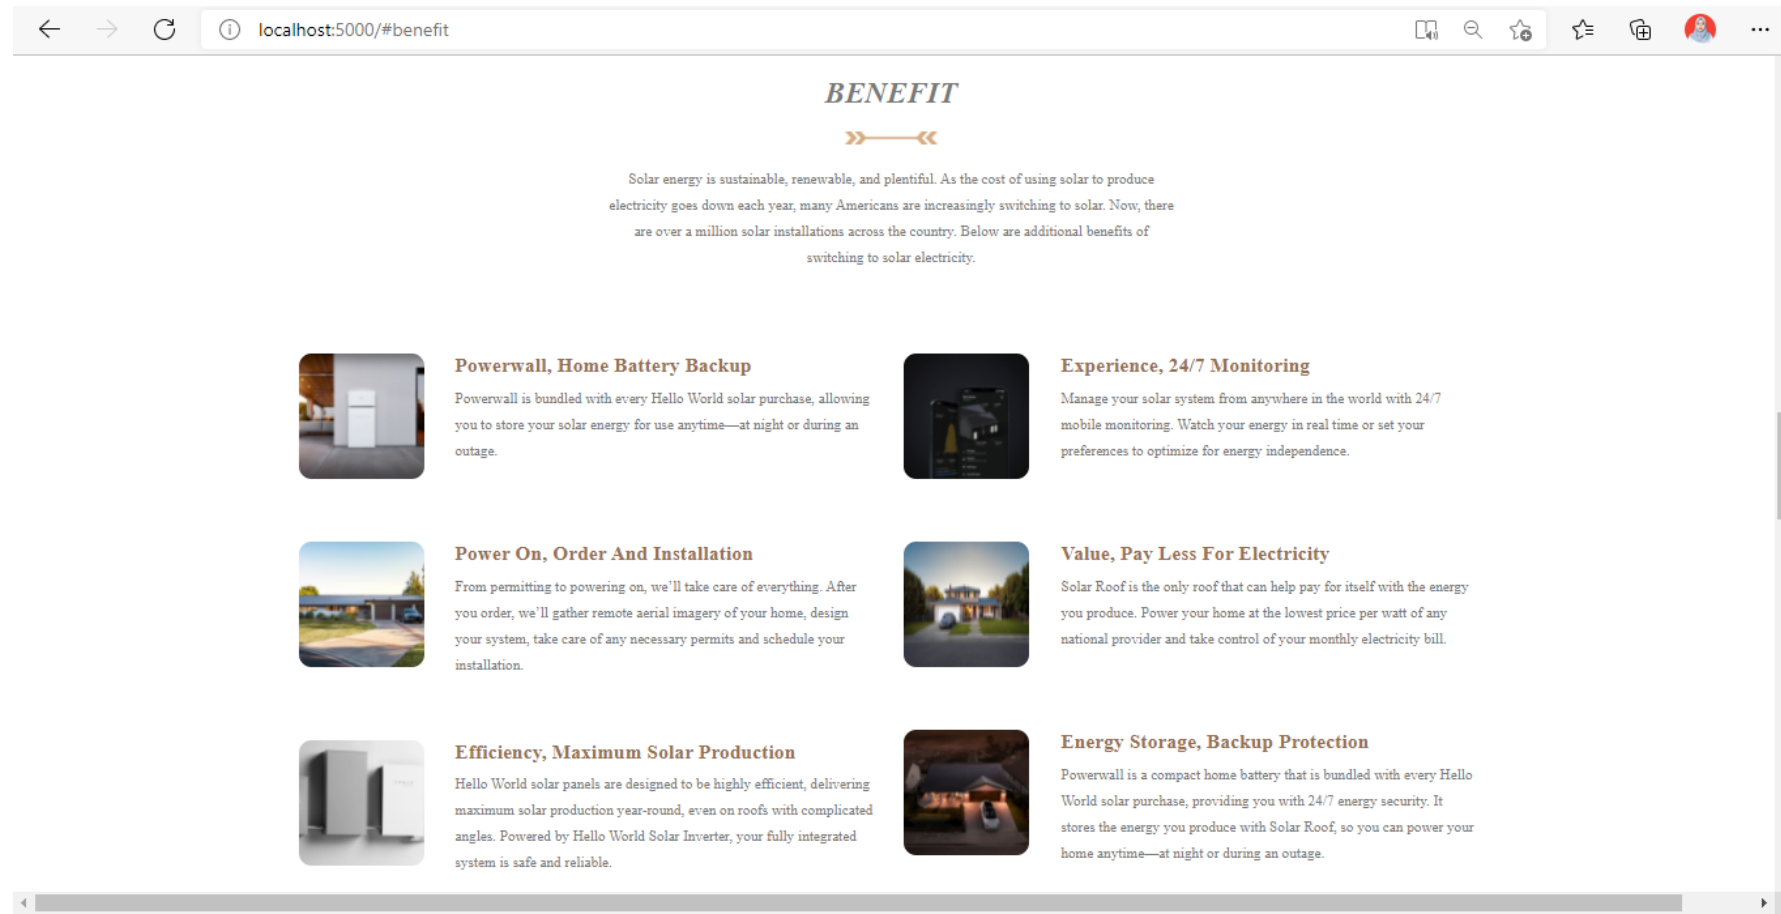 localhost:5000/#benefit
BENEFIT
Solar energy is sustainable, renewable, and plentiful. As the cost of using solar to produce
electricity goes down each year, many Americans are increasingly switching to solar. Now, there
are over a million solar installations across the country. Below are additional benefits of
switching to solar electricity.
Powerwall, Home Battery Backup
Powerwall is bundled with every Hello World solar purchase, allowing
you to store your solar energy for use anytime—at night or during an
outage.
Experience, 24/7 Monitoring
Manage your solar system from anywhere in the world with 24/7
mobile monitoring. Watch your energy in real time or set your
preferences to optimize for energy independence.
Power On, Order And Installation
From permitting to powering on, we’ll take care of everything. After
you order, we’ll gather remote aerial imagery of your home, design
your system, take care of any necessary permits and schedule your
installation.
Value, Pay Less For Electricity
Solar Roof is the only roof that can help pay for itself with the energy
you produce. Power your home at the lowest price per watt of any
national provider and take control of your monthly electricity bill.
Efficiency, Maximum Solar Production
Hello World solar panels are designed to be highly efficient, delivering
maximum solar production year-round, even on roofs with complicated
angles. Powered by Hello World Solar Inverter, your fully integrated
system is safe and reliable.
Energy Storage, Backup Protection
Powerwall is a compact home battery that is bundled with every Hello
World solar purchase, providing you with 24/7 energy security. It
stores the energy you produce with Solar Roof, so you can power your
home anytime—at night or during an outage.